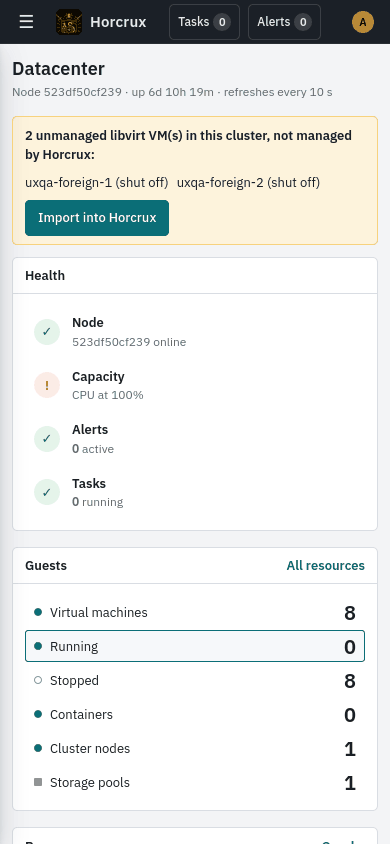 ☰ Horcrux Tasks 0 Alerts 0 A
Datacenter
Node 523df50cf239 · up 6d 10h 19m · refreshes every 10 s
2 unmanaged libvirt VM(s) in this cluster, not managed
by Horcrux:
uxqa-foreign-1 (shut off) uxqa-foreign-2 (shut off)
Import into Horcrux
Health
✓ Node
523df50cf239 online
! Capacity
CPU at 100%
✓ Alerts
0 active
✓ Tasks
0 running
Guests All resources
Virtual machines 8
Running 0
Stopped 8
Containers 0
Cluster nodes 1
Storage pools 1